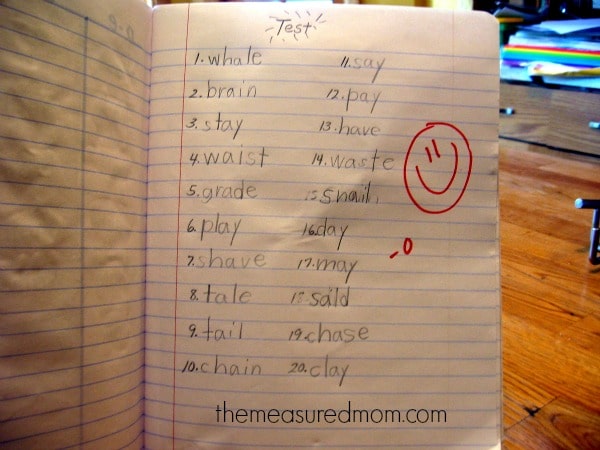 Test
1. whale
2. brain
3. stay
4. waist
5. grade
6. play
7. shave
8. tale
9. tail
10. chain
11. say
12. pay
13. have
14. waste
15 snail
16. day
17. may
18 said
19. chase
20. clay
-0
themeasuredmom.com